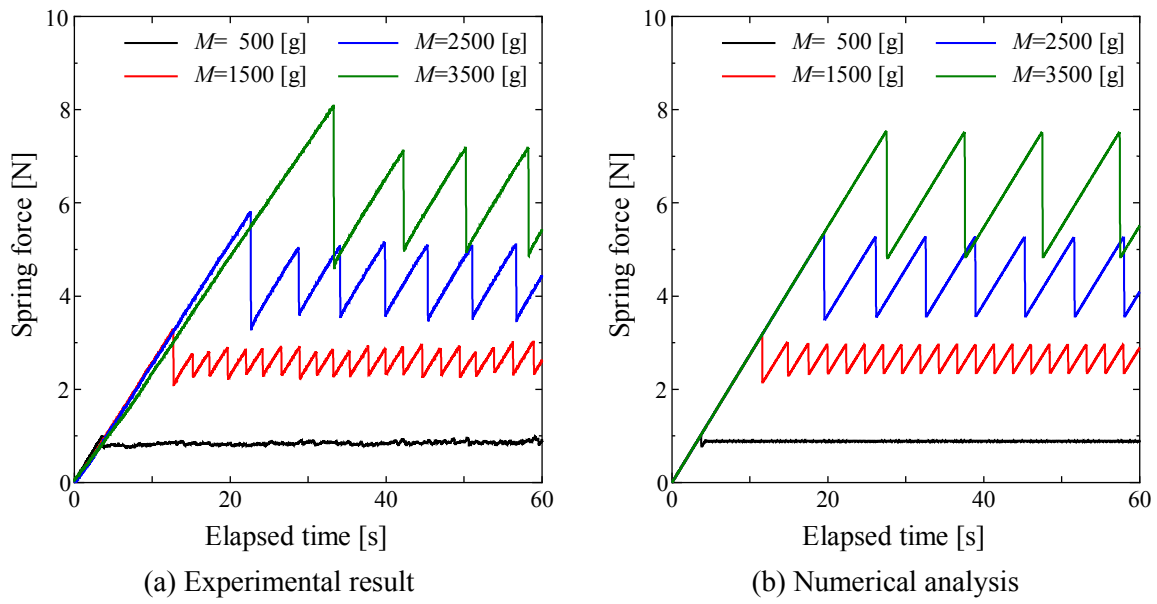 10
8
6
4
2
0
Spring force [N]
M= 500 [g]
M=2500 [g]
M=1500 [g]
M=3500 [g]
0
20
40
60
Elapsed time [s]
(a) Experimental result
10
8
6
4
2
0
Spring force [N]
M= 500 [g]
M=2500 [g]
M=1500 [g]
M=3500 [g]
0
20
40
60
Elapsed time [s]
(b) Numerical analysis